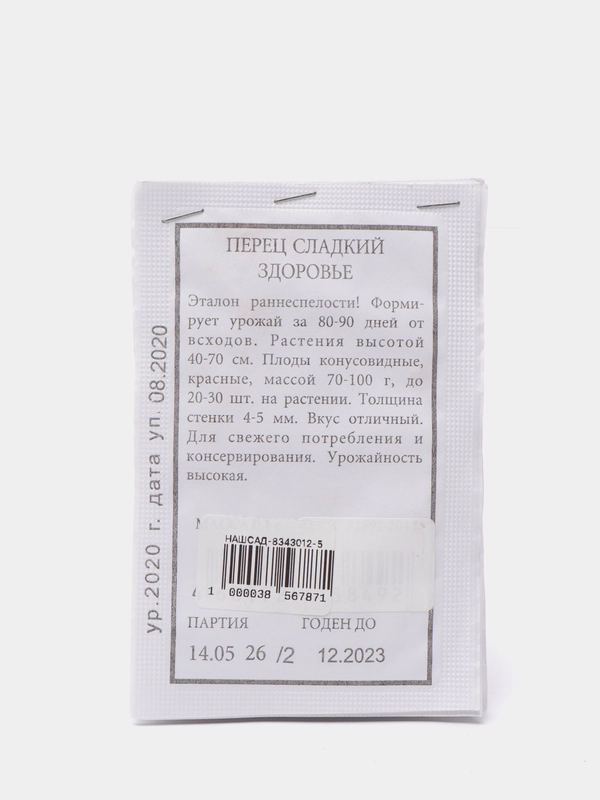 ПЕРЕЦ СЛАДКИЙ
ЗДОРОВЬЕ
Эталон раннеспелости! Форми-
рует урожай за 80-90 дней от
всходов. Растения высотой
40-70 см. Плоды конусовидные,
красные, массой 70-100 г, до
20-30 шт. на растении. Толщина
стенки 4-5 мм. Вкус отличный.
Для свежего потребления и
консервирования. Урожайность
высокая.
НАШСАД-8343012-5
1 000038 567871
ПАРТИЯ ГОДЕН ДО
14.05 26 /2 12.2023
ур.2020 г. дата уп. 08.2020